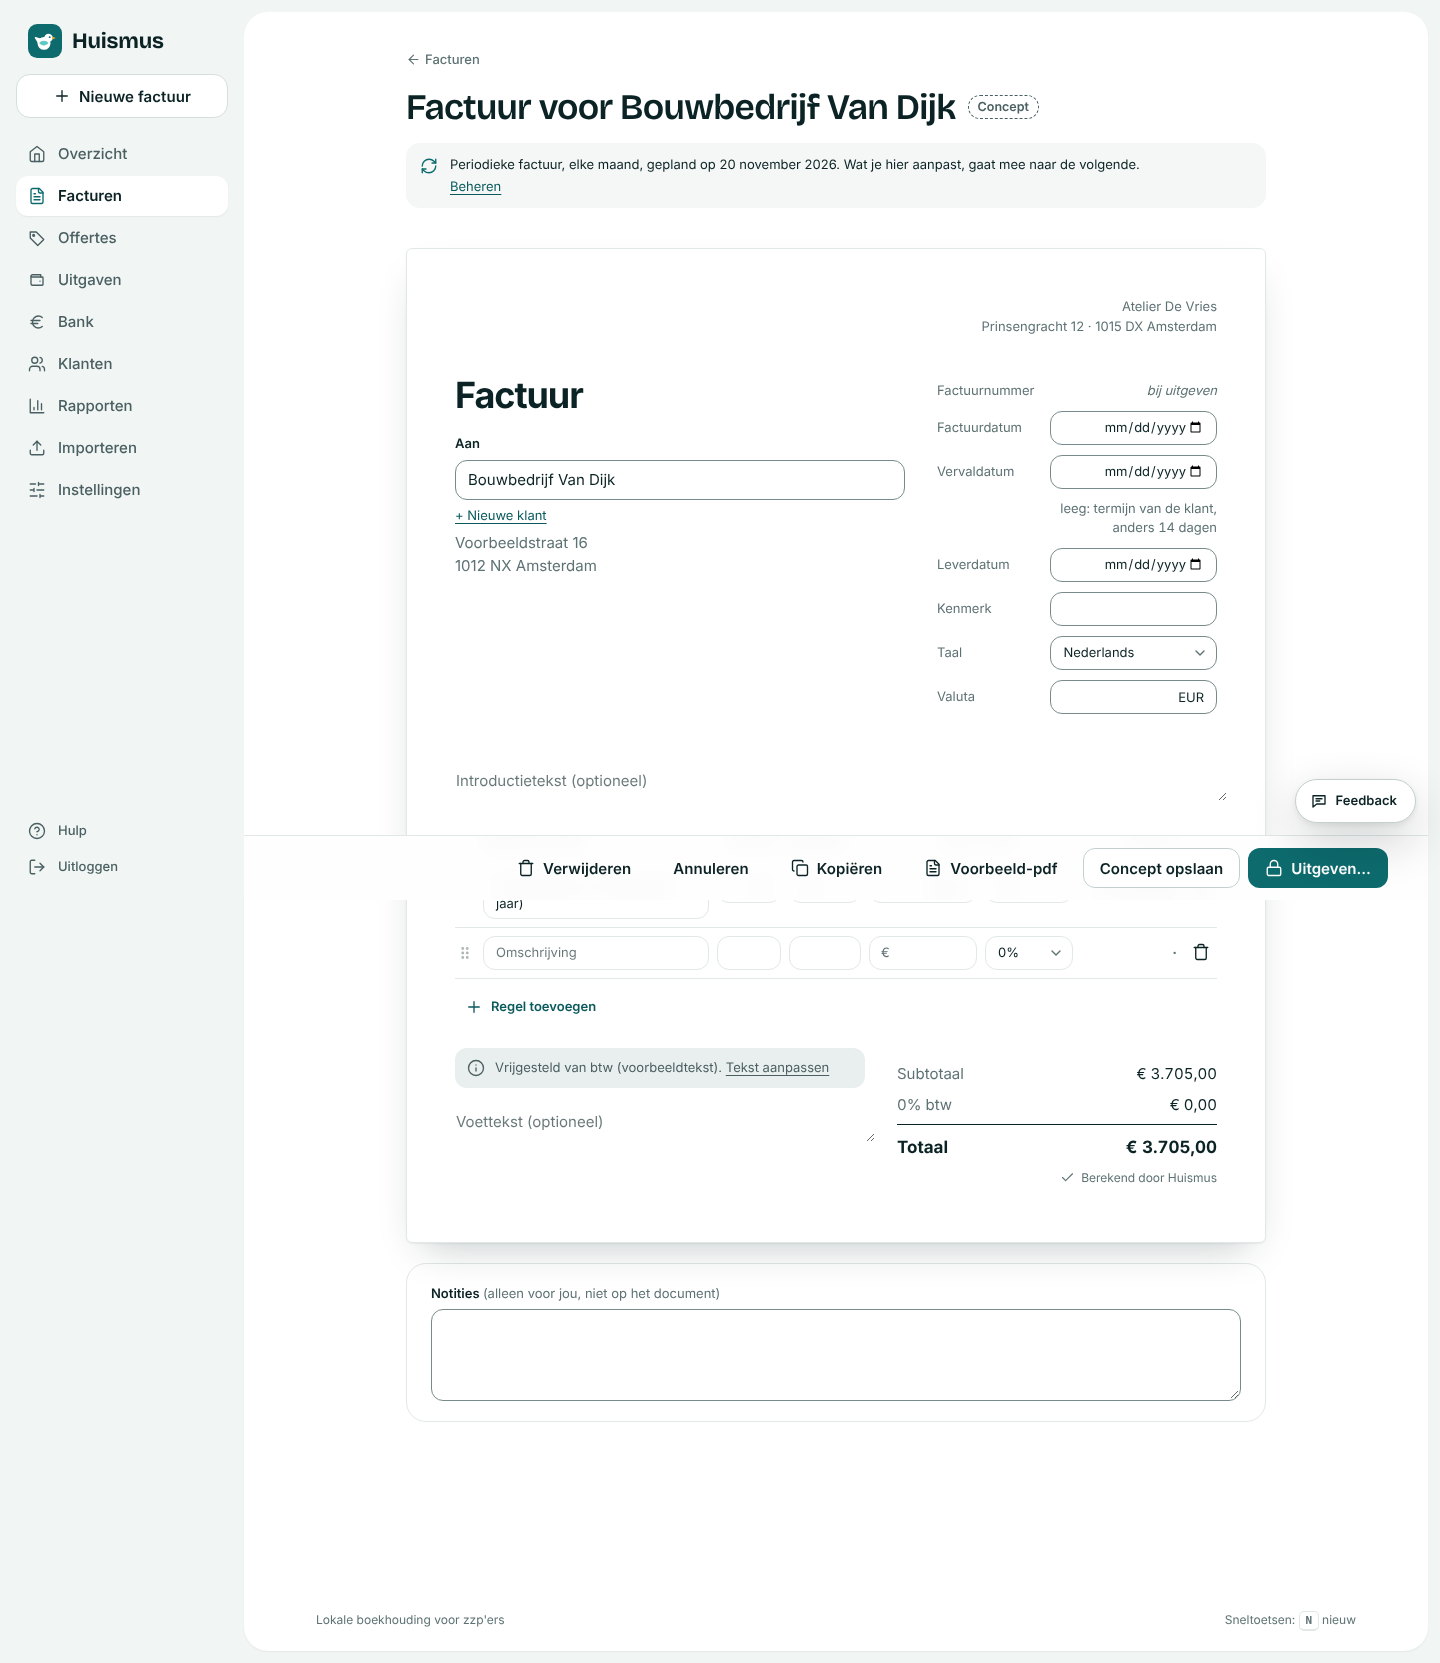 Huismus
Nieuwe factuur
Overzicht
Facturen
Offertes
Uitgaven
Bank
Klanten
Rapporten
Importeren
Instellingen
Hulp
Uitloggen
Facturen
Factuur voor Bouwbedrijf Van Dijk
Concept
Periodieke factuur, elke maand, gepland op 20 november 2026. Wat je hier aanpast, gaat mee naar de volgende.
Beheren
Atelier De Vries
Prinsengracht 12 · 1015 DX Amsterdam
Factuur
Aan
Bouwbedrijf Van Dijk
+ Nieuwe klant
Voorbeeldstraat 16
1012 NX Amsterdam
Factuurnummer bij uitgeven
Factuurdatum mm/dd/yyyy
Vervaldatum mm/dd/yyyy
leeg: termijn van de klant,
anders 14 dagen
Leverdatum mm/dd/yyyy
Kenmerk
Taal Nederlands
Valuta EUR
Introductietekst (optioneel)
Feedback
Verwijderen Annuleren Kopiëren Voorbeeld-pdf Concept opslaan Uitgeven...
jaar)
Omschrijving € 0% ·
Regel toevoegen
Vrijgesteld van btw (voorbeeldtekst). Tekst aanpassen
Voettekst (optioneel)
Subtotaal € 3.705,00
0% btw € 0,00
Totaal € 3.705,00
Berekend door Huismus
Notities (alleen voor jou, niet op het document)
Lokale boekhouding voor zzp'ers
Sneltoetsen: N nieuw